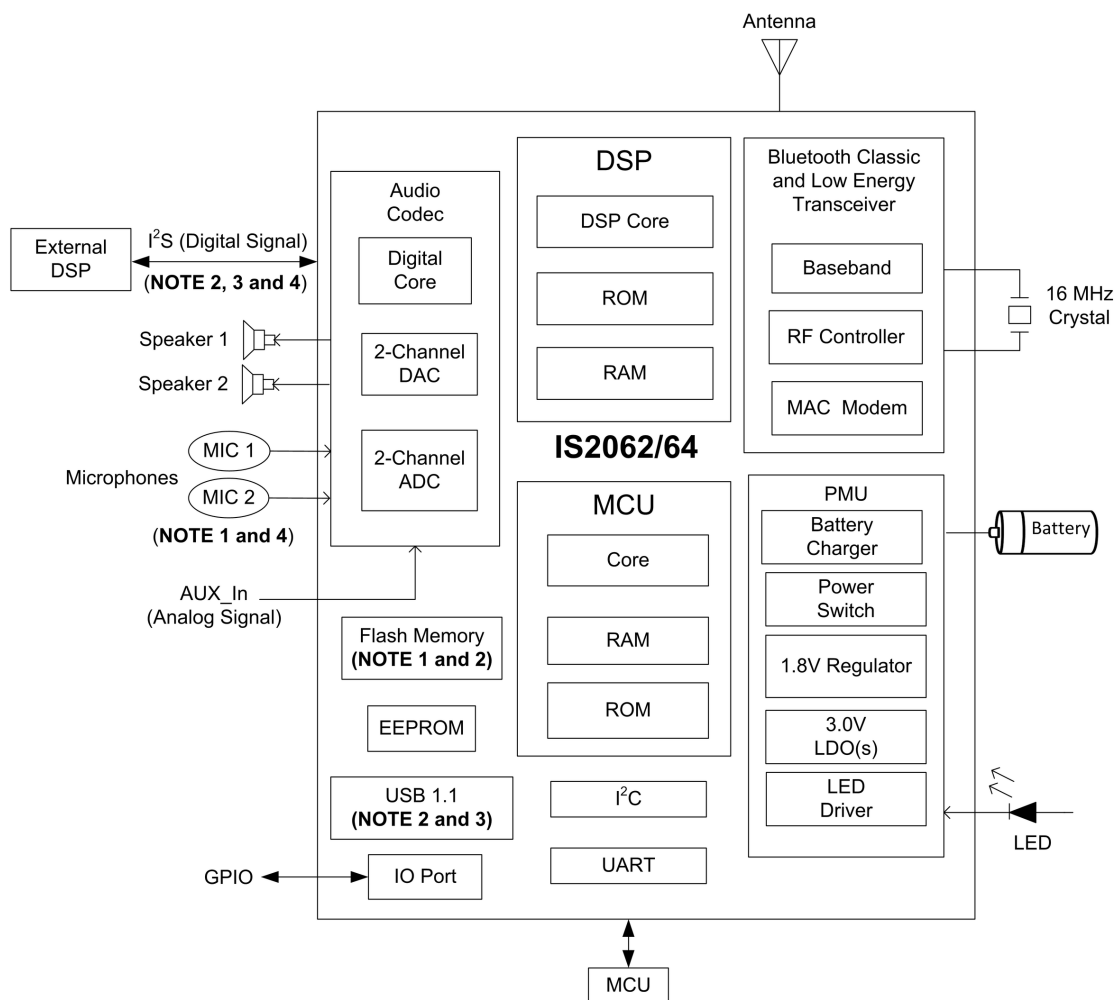 Antenna
DSP
DSP Core
ROM
RAM
Bluetooth Classic
and Low Energy
Transceiver
Baseband
RF Controller
MAC Modem
16 MHz
Crystal
Audio
Codec
Digital
Core
2-Channel
DAC
2-Channel
ADC
External
DSP
I²S (Digital Signal)
(NOTE 2, 3 and 4)
Speaker 1
Speaker 2
MIC 1
Microphones
MIC 2
(NOTE 1 and 4)
AUX_In
(Analog Signal)
IS2062/64
MCU
Core
RAM
ROM
PMU
Battery
Charger
Power
Switch
1.8V Regulator
3.0V
LDO(s)
LED
Driver
Battery
LED
Flash Memory
(NOTE 1 and 2)
EEPROM
USB 1.1
(NOTE 2 and 3)
I²C
UART
GPIO
IO Port
MCU